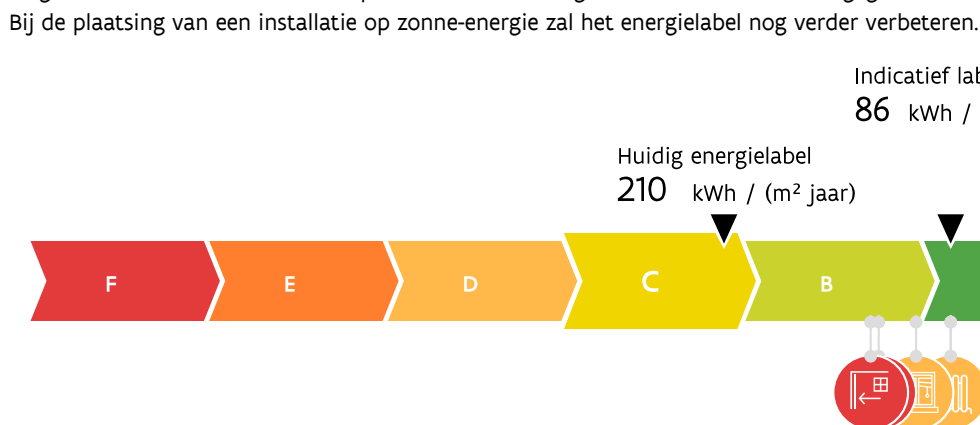 Bij de plaatsing van een installatie op zonne-energie zal het energielabel nog verder verbeteren.
Indicatief
86 kWh /
Huidig energielabel
210 kWh / (m² jaar)
F E D C B